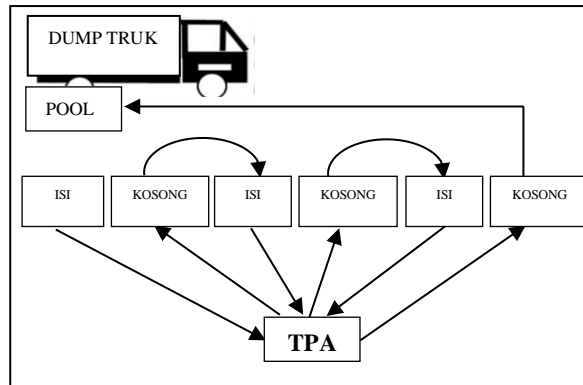 DUMP TRUK
POOL
ISI
KOSONG
ISI
KOSONG
ISI
KOSONG
TPA